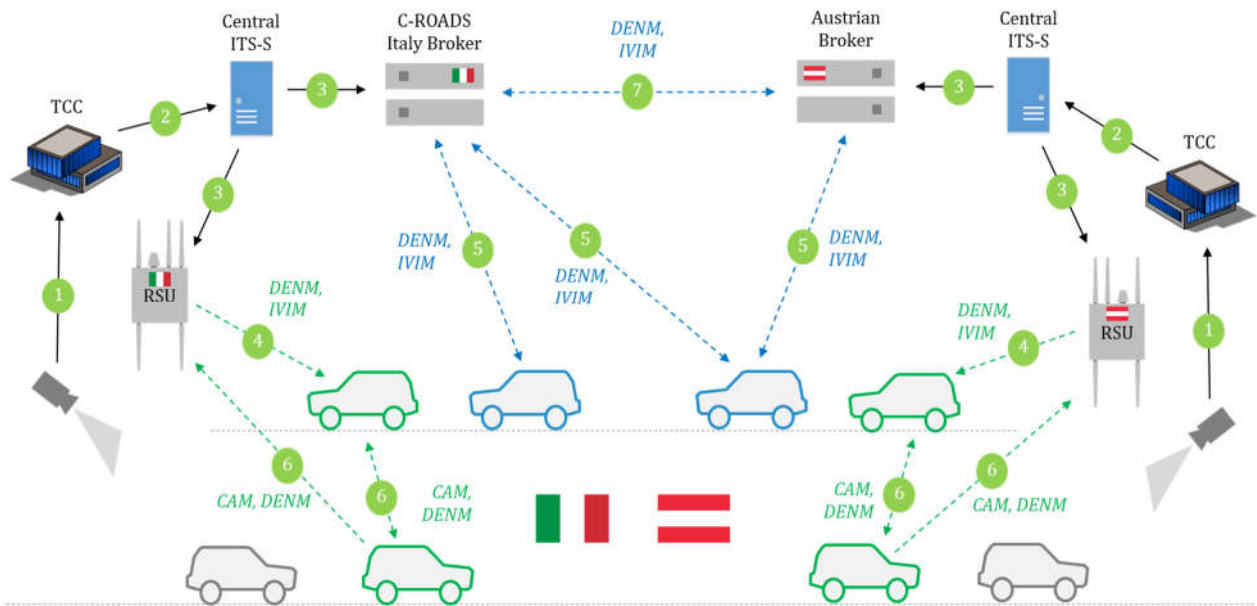 Central
ITS-S
C-ROADS
Italy Broker
DENM,
IVIM
Austrian
Broker
Central
ITS-S
TCC
2
3
7
3
2
TCC
3
3
1
RSU
DENM,
IVIM
5
5
DENM,
IVIM
5
DENM,
IVIM
RSU
1
DENM,
IVIM
4
DENM,
IVIM
4
6
CAM, DENM
6
CAM,
DENM
CAM,
DENM
6
6
CAM, DENM